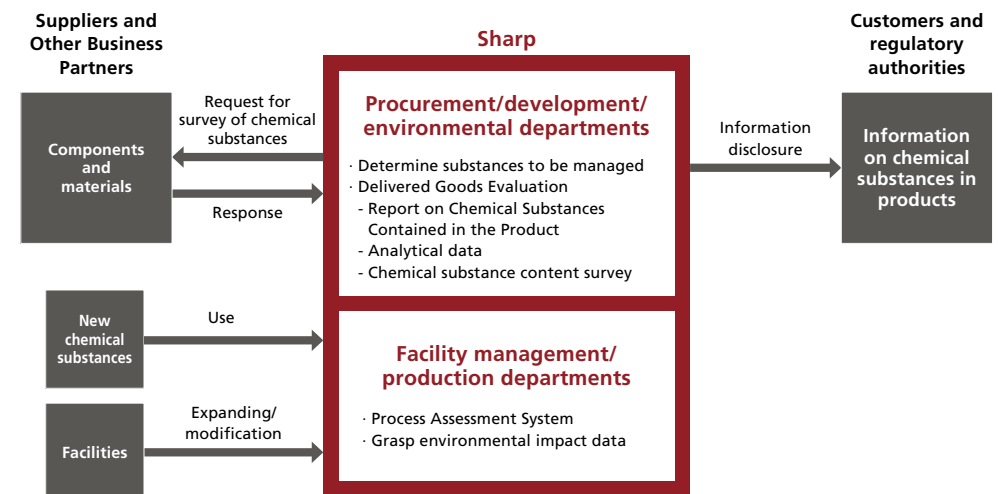 Suppliers and
Other Business
Partners
Sharp
Customers and
regulatory
authorities
Components
and
materials
Request for
survey of chemical
substances
Response
Procurement/development/
environmental departments
· Determine substances to be managed
· Delivered Goods Evaluation
- Report on Chemical Substances
Contained in the Product
- Analytical data
- Chemical substance content survey
Information
disclosure
Information
on chemical
substances in
products
New
chemical
substances
Use
Facilities
Expanding/
modification
Facility management/
production departments
· Process Assessment System
· Grasp environmental impact data